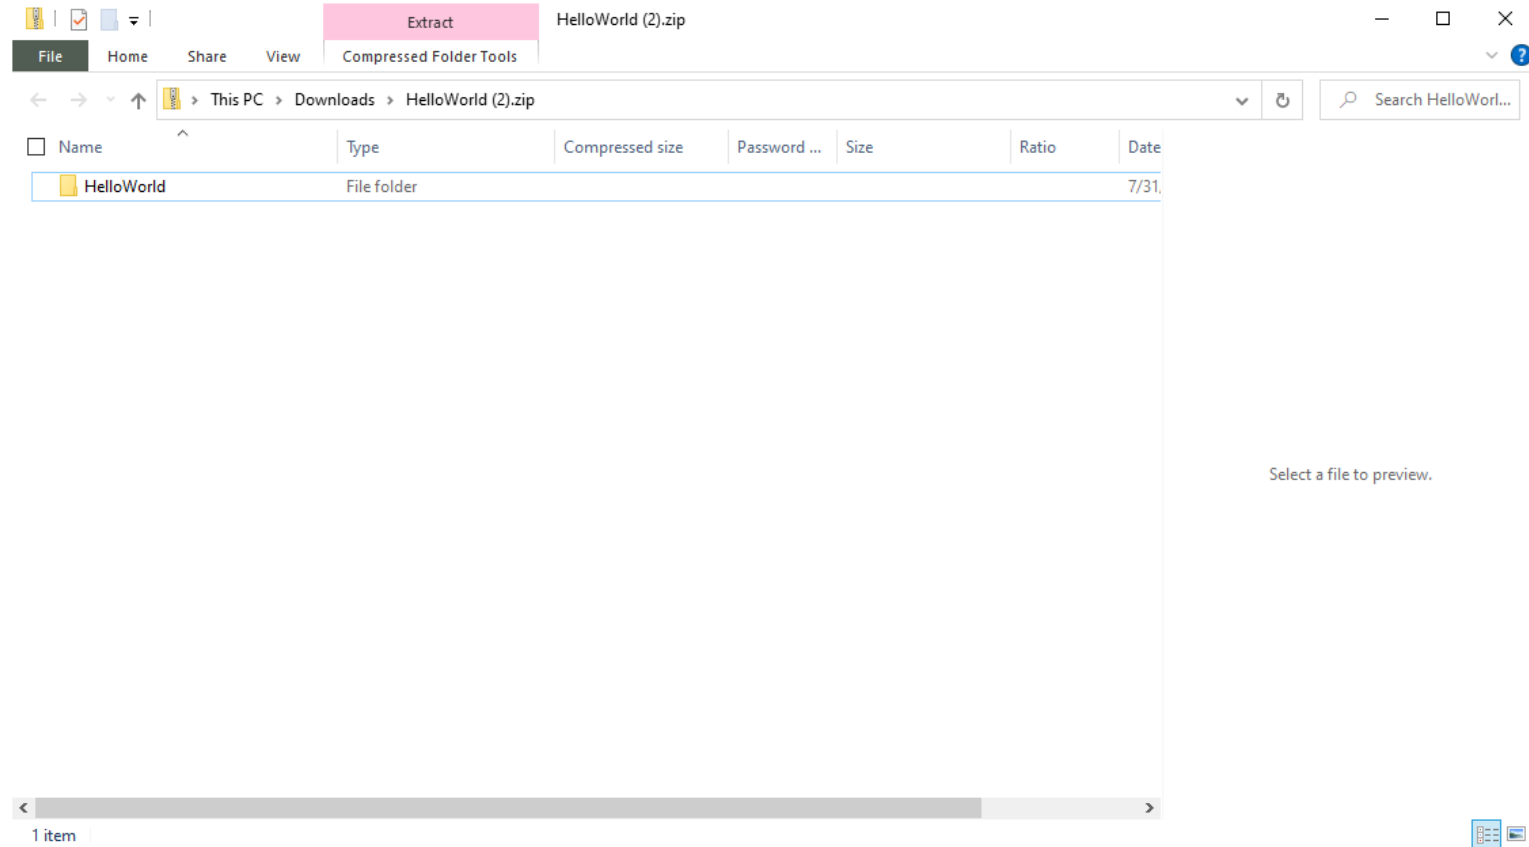 Extract HelloWorld (2).zip
File Home Share View Compressed Folder Tools ?
This PC > Downloads > HelloWorld (2).zip Search HelloWorl...
Name Type Compressed size Password ... Size Ratio Date
HelloWorld File folder 7/31
Select a file to preview.
1 item